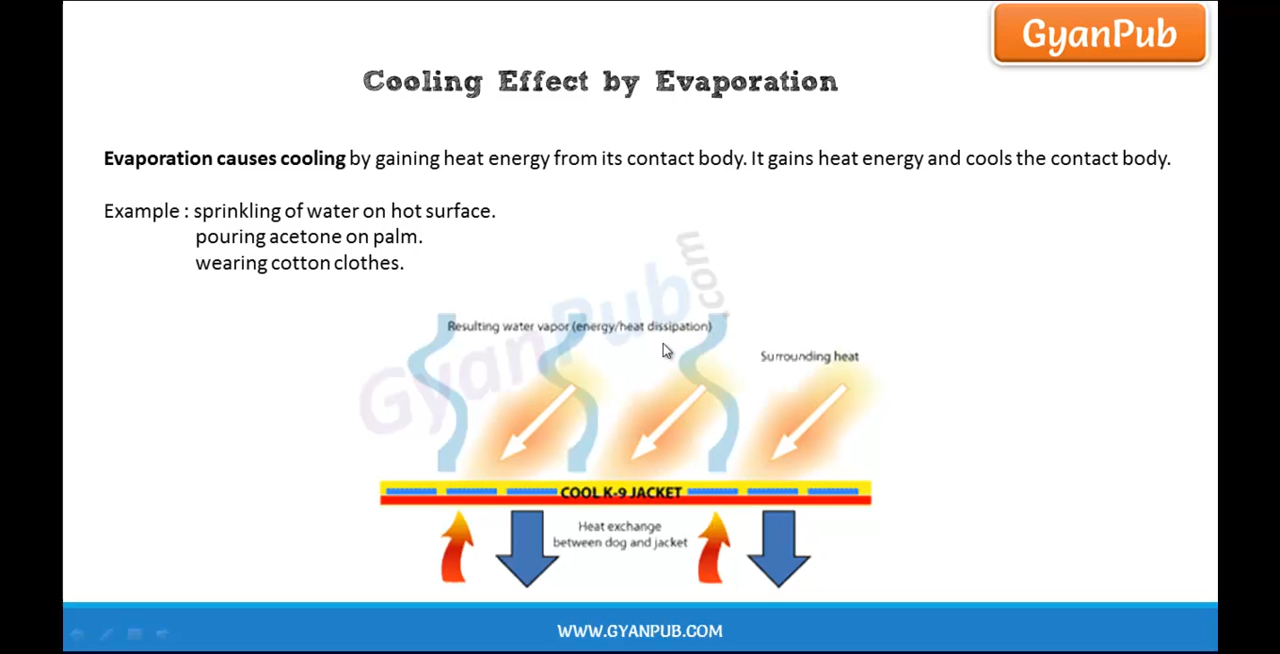 GyanPub
Cooling Effect by Evaporation
Evaporation causes cooling by gaining heat energy from its contact body. It gains heat energy and cools the contact body.
Example : sprinkling of water on hot surface.
pouring acetone on palm.
wearing cotton clothes.
GyanPub.com
Resulting water vapor (energy/heat dissipation)
Surrounding heat
COOL K-9 JACKET
Heat exchange
between dog and jacket
WWW.GYANPUB.COM